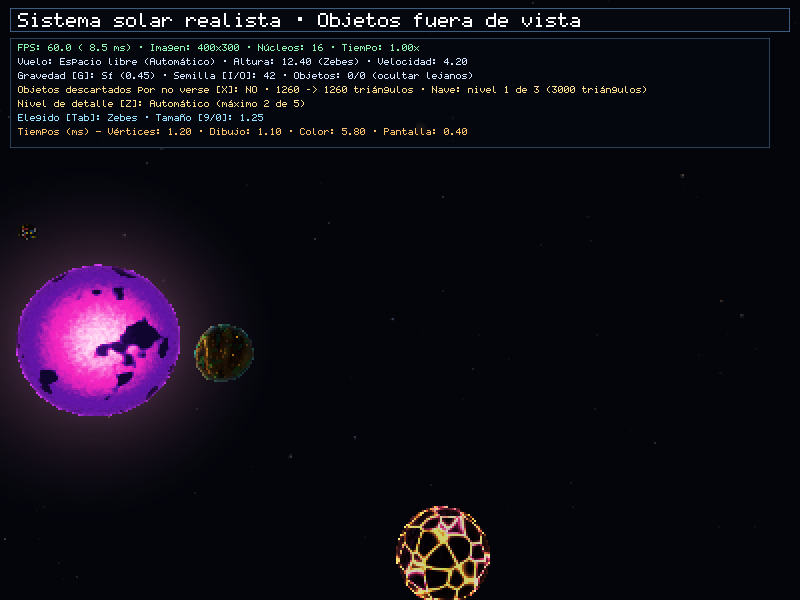 Sistema solar realista · Objetos fuera de vista
FPS: 60.0 ( 8.5 ms) · Imagen: 400x300 · Núcleos: 16 · Tiempo: 1.00x
Vuelo: Espacio libre (Automático) · Altura: 12.40 (Zebes) · Velocidad: 4.20
Gravedad [G]: Sí (0.45) · Semilla [I/O]: 42 · Objetos: 0/0 (ocultar lejanos)
Objetos descartados por no verse [X]: NO · 1260 -> 1260 triángulos · Nave: nivel 1 de 3 (3000 triángulos)
Nivel de detalle [Z]: Automático (máximo 2 de 5)
Elegido [Tab]: Zebes · Tamaño [9/0]: 1.25
Tiempos (ms) - Vértices: 1.20 · Dibujo: 1.10 · Color: 5.80 · Pantalla: 0.40